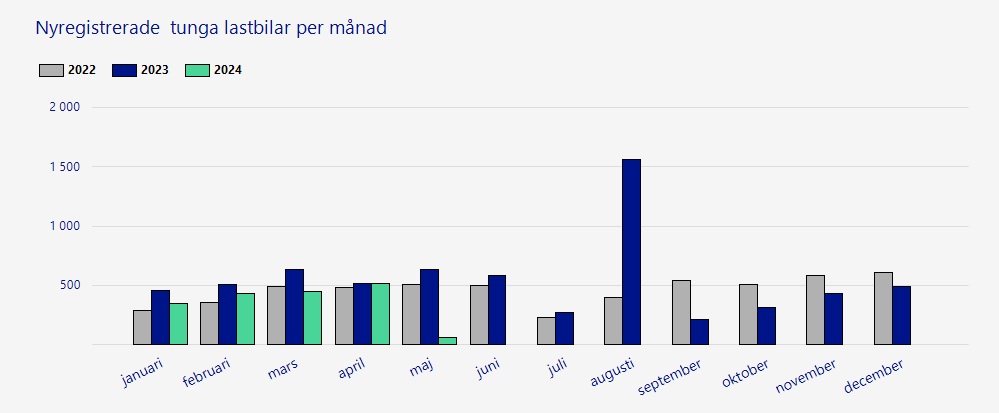 Nyregistrerade  tunga lastbilar per månad
2022 2023 2024
2 000
1 500
1 000
500
januari februari mars april maj juni juli augusti september oktober november december